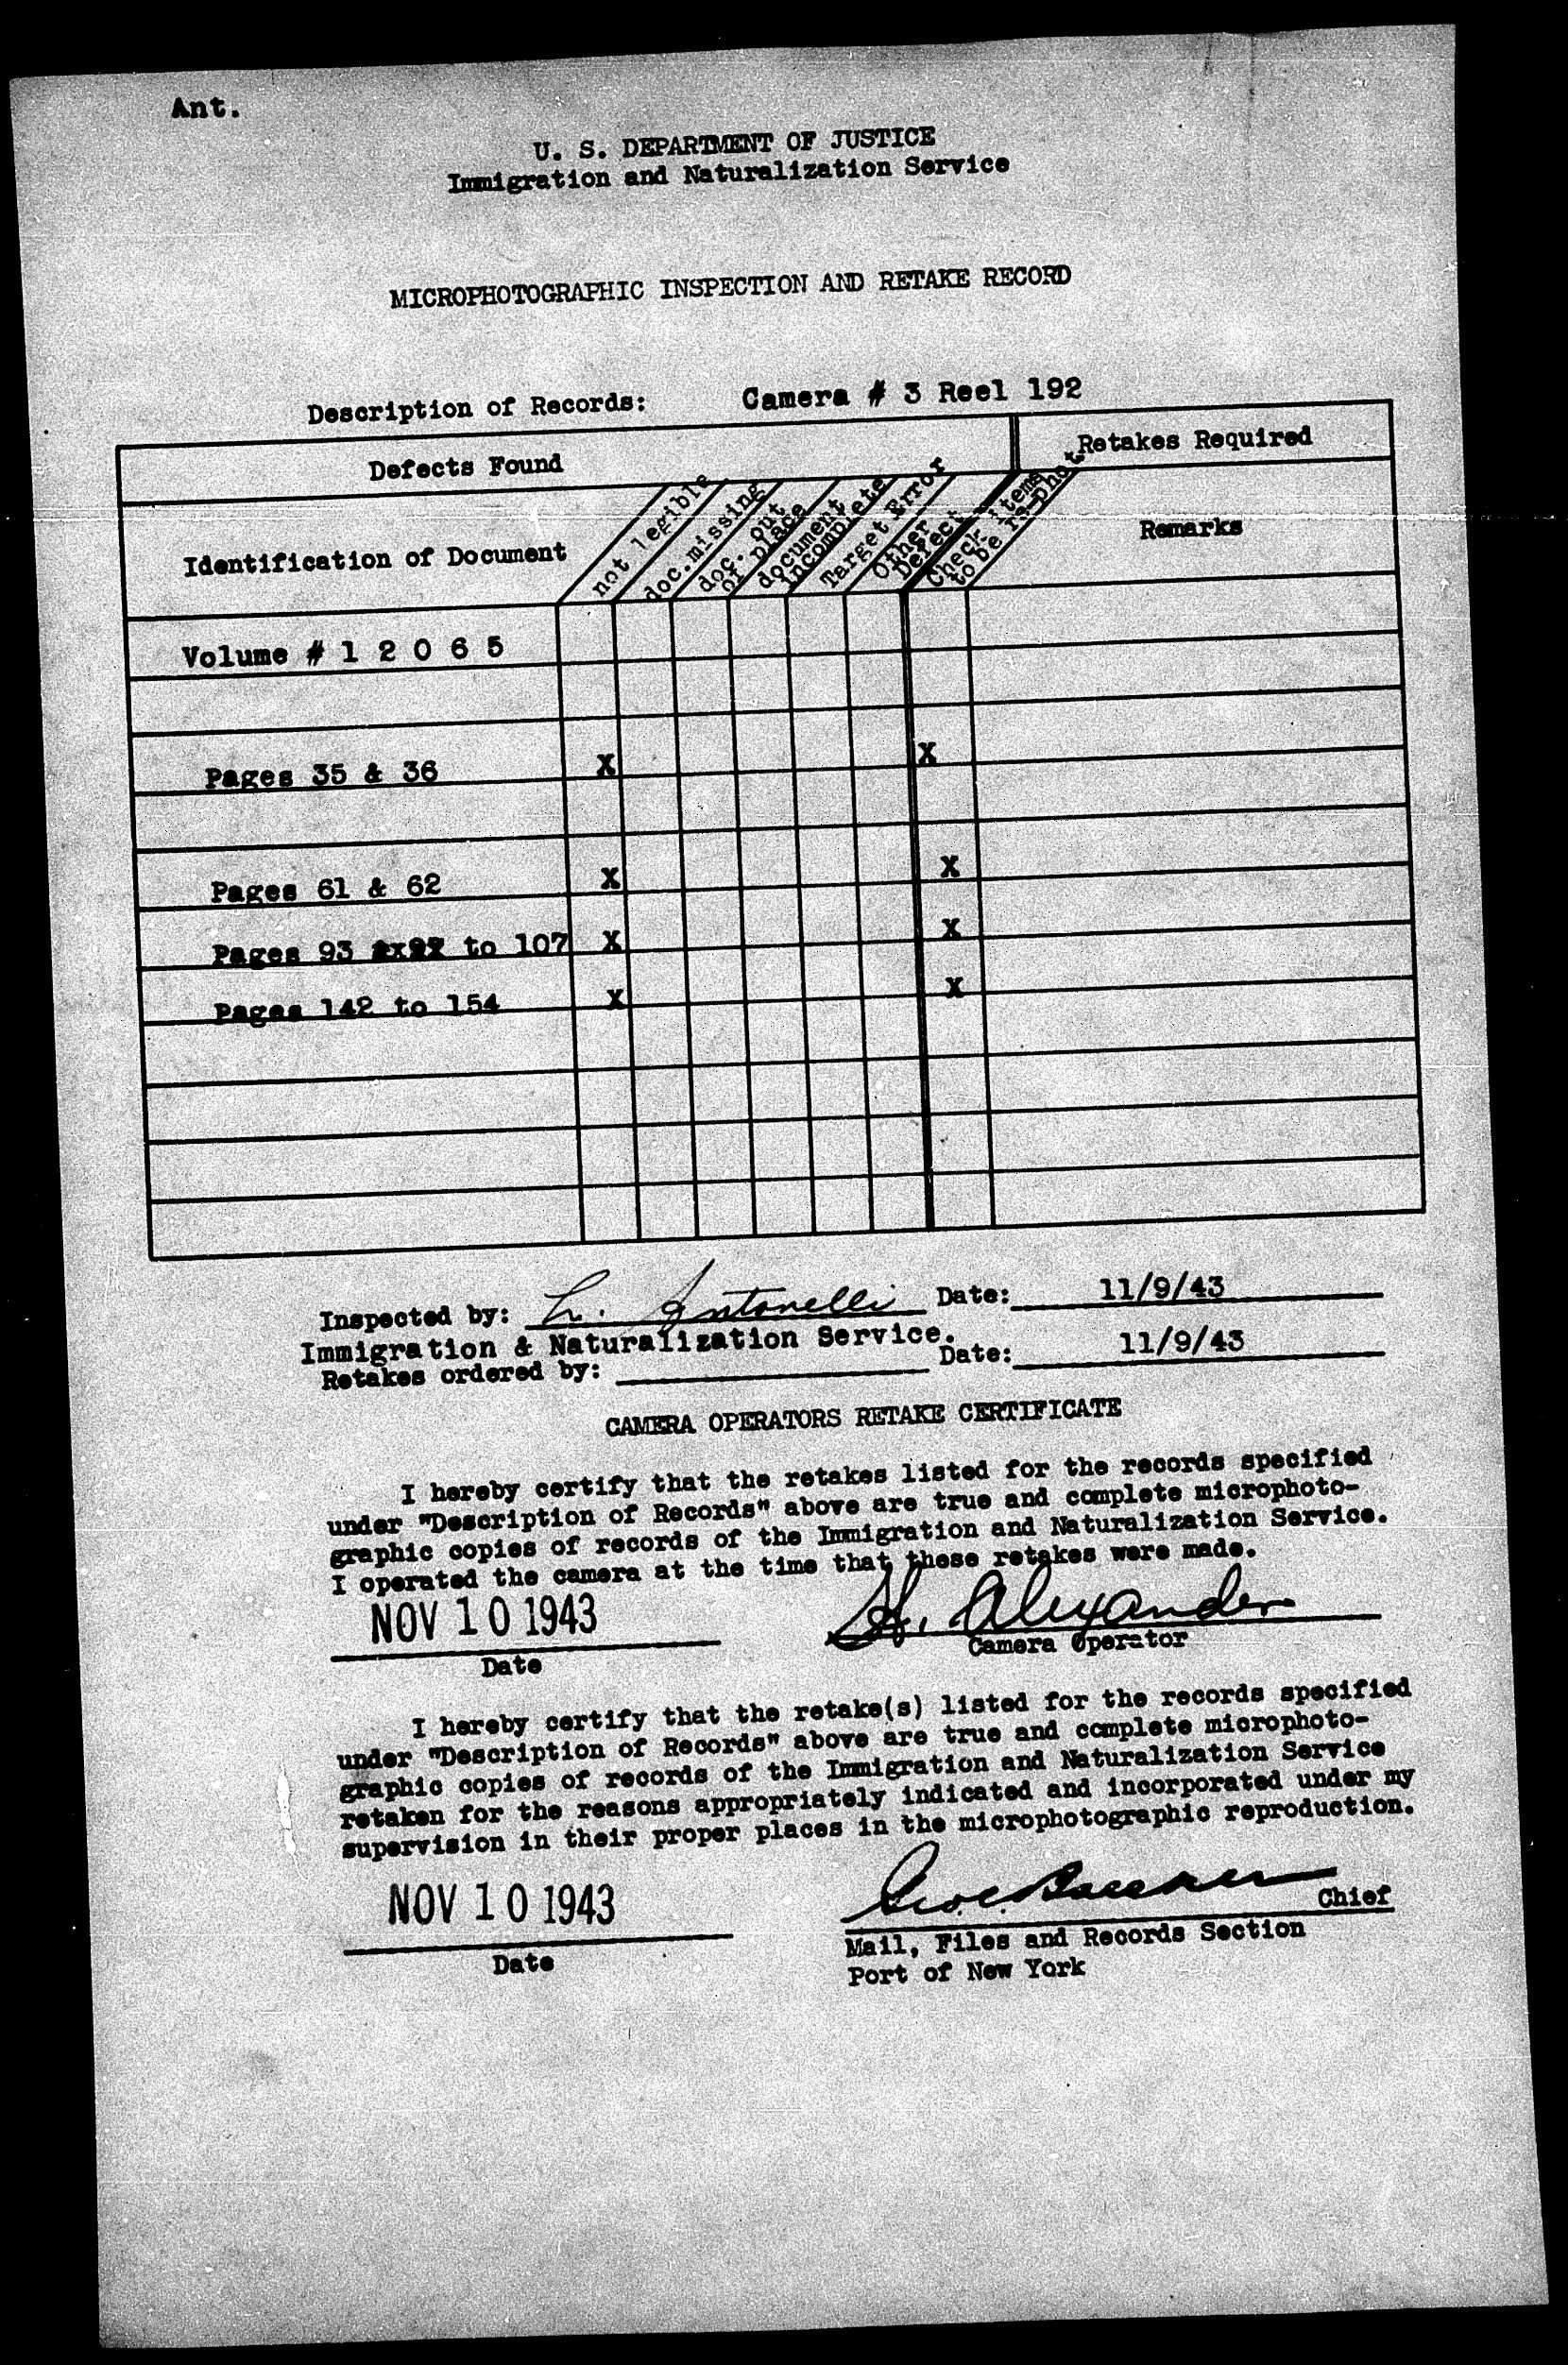 Ant.
U. S. DEPARTMENT OF JUSTICE
Immigration and Naturalization Service
MICROPHOTOGRAPHIC INSPECTION AND RETAKE RECORD
Description of Records: Camera # 3 Reel 192
Defects Found
Retakes Required
Identification of Document
not legible
doc.missing
doc. out
of place
document
incomplete
Target Error
Other
Defect
Check items
to be re-phot
Remarks
Volume # 1 2 0 6 5
Pages 35 & 36 X X
Pages 61 & 62 X X
Pages 93 to 107 X X
Pages 142 to 154 X X
Inspected by: L. Antonelli Date: 11/9/43
Immigration & Naturalization Service.
Retakes ordered by: Date: 11/9/43
CAMERA OPERATORS RETAKE CERTIFICATE
I hereby certify that the retakes listed for the records specified
under "Description of Records" above are true and complete microphoto-
graphic copies of records of the Immigration and Naturalization Service.
I operated the camera at the time that these retakes were made.
NOV 10 1943 H. Alexander
Date Camera Operator
I hereby certify that the retake(s) listed for the records specified
under "Description of Records" above are true and complete microphoto-
graphic copies of records of the Immigration and Naturalization Service
retaken for the reasons appropriately indicated and incorporated under my
supervision in their proper places in the microphotographic reproduction.
NOV 10 1943 Chief
Date
Mail, Files and Records Section
Port of New York